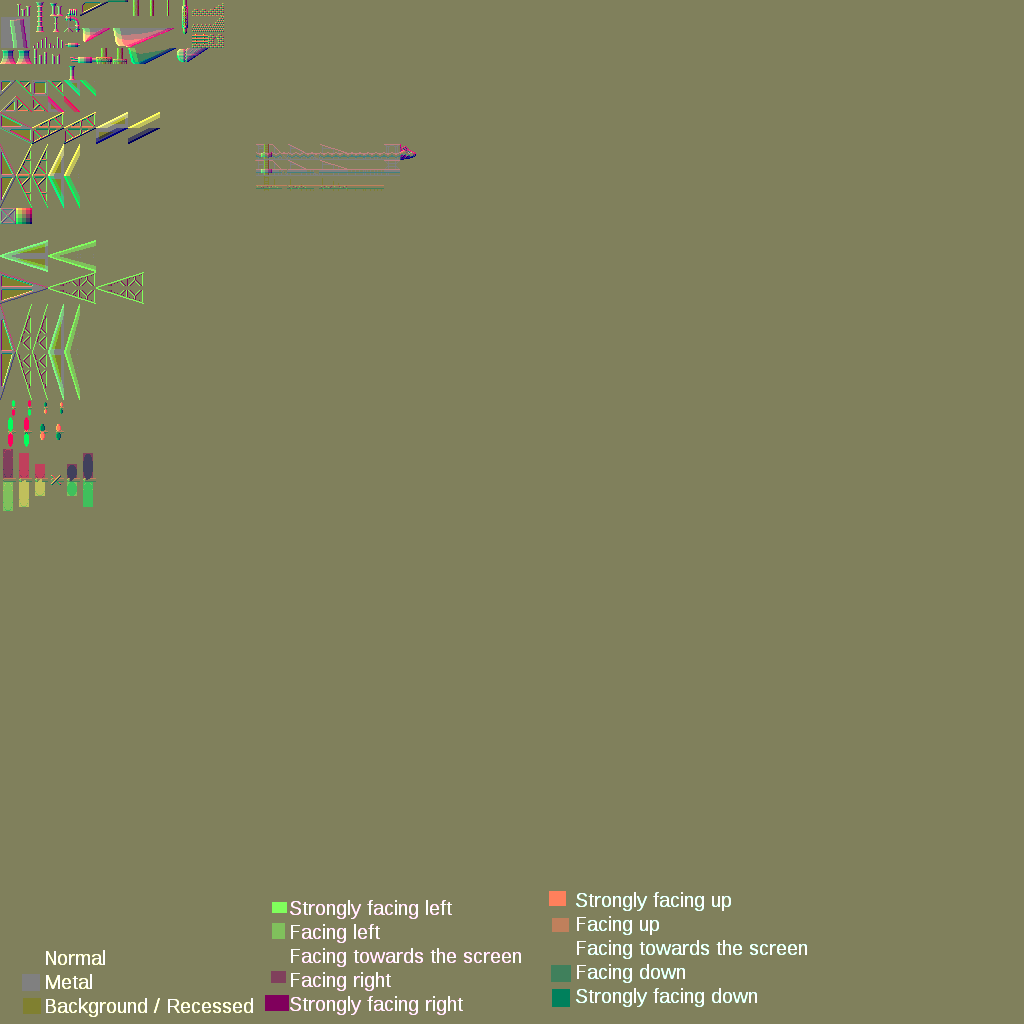 Normal
Metal
Background / Recessed
Strongly facing left
Facing left
Facing towards the screen
Facing right
Strongly facing right
Strongly facing up
Facing up
Facing towards the screen
Facing down
Strongly facing down